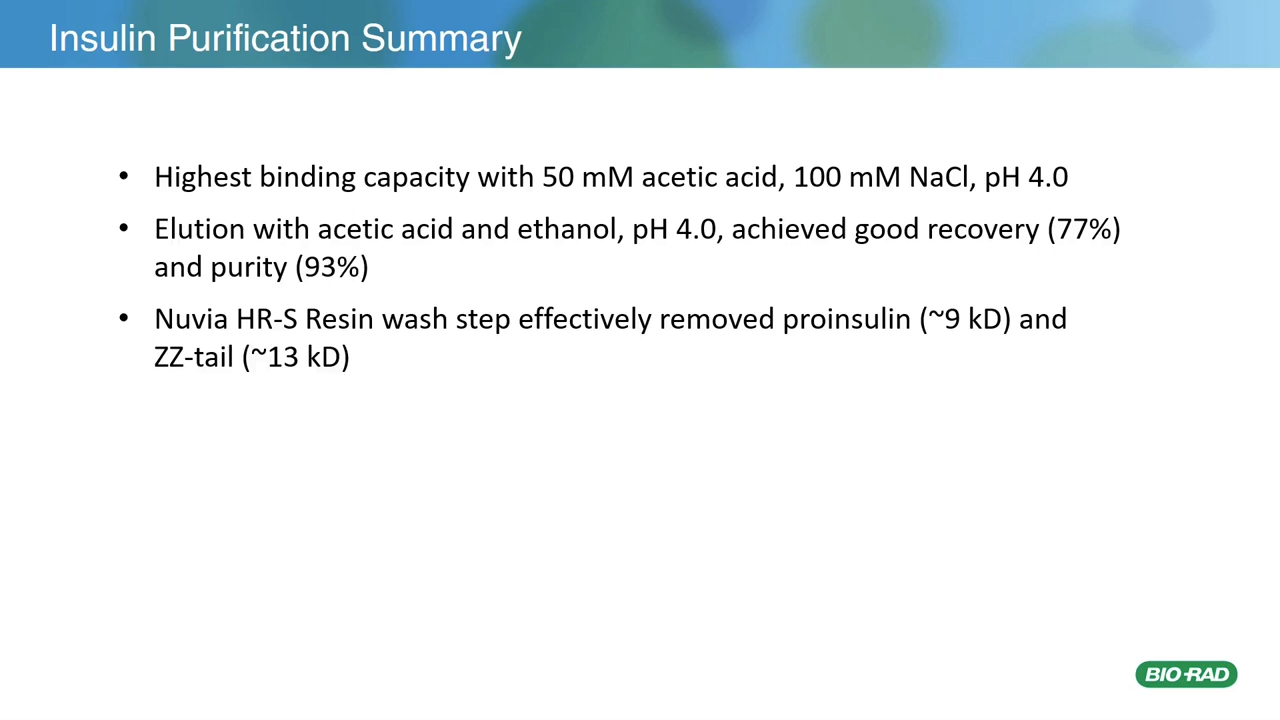 Insulin Purification Summary
• Highest binding capacity with 50 mM acetic acid, 100 mM NaCl, pH 4.0
• Elution with acetic acid and ethanol, pH 4.0, achieved good recovery (77%)
and purity (93%)
• Nuvia HR-S Resin wash step effectively removed proinsulin (~9 kD) and
ZZ-tail (~13 kD)
BIO-RAD